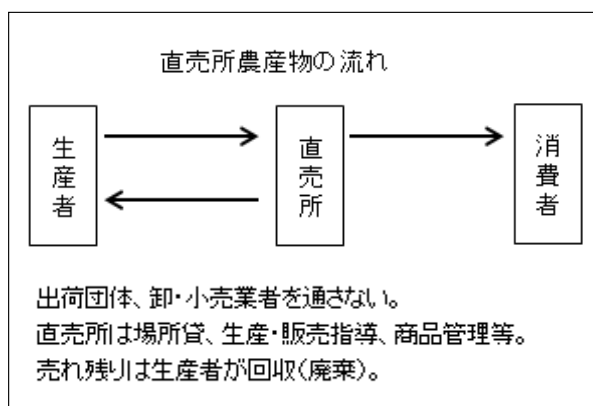 直売所農産物の流れ
生産者
直売所
消費者
出荷団体、卸・小売業者を通さない。
直売所は場所貸、生産・販売指導、商品管理等。
売れ残りは生産者が回収(廃棄)。